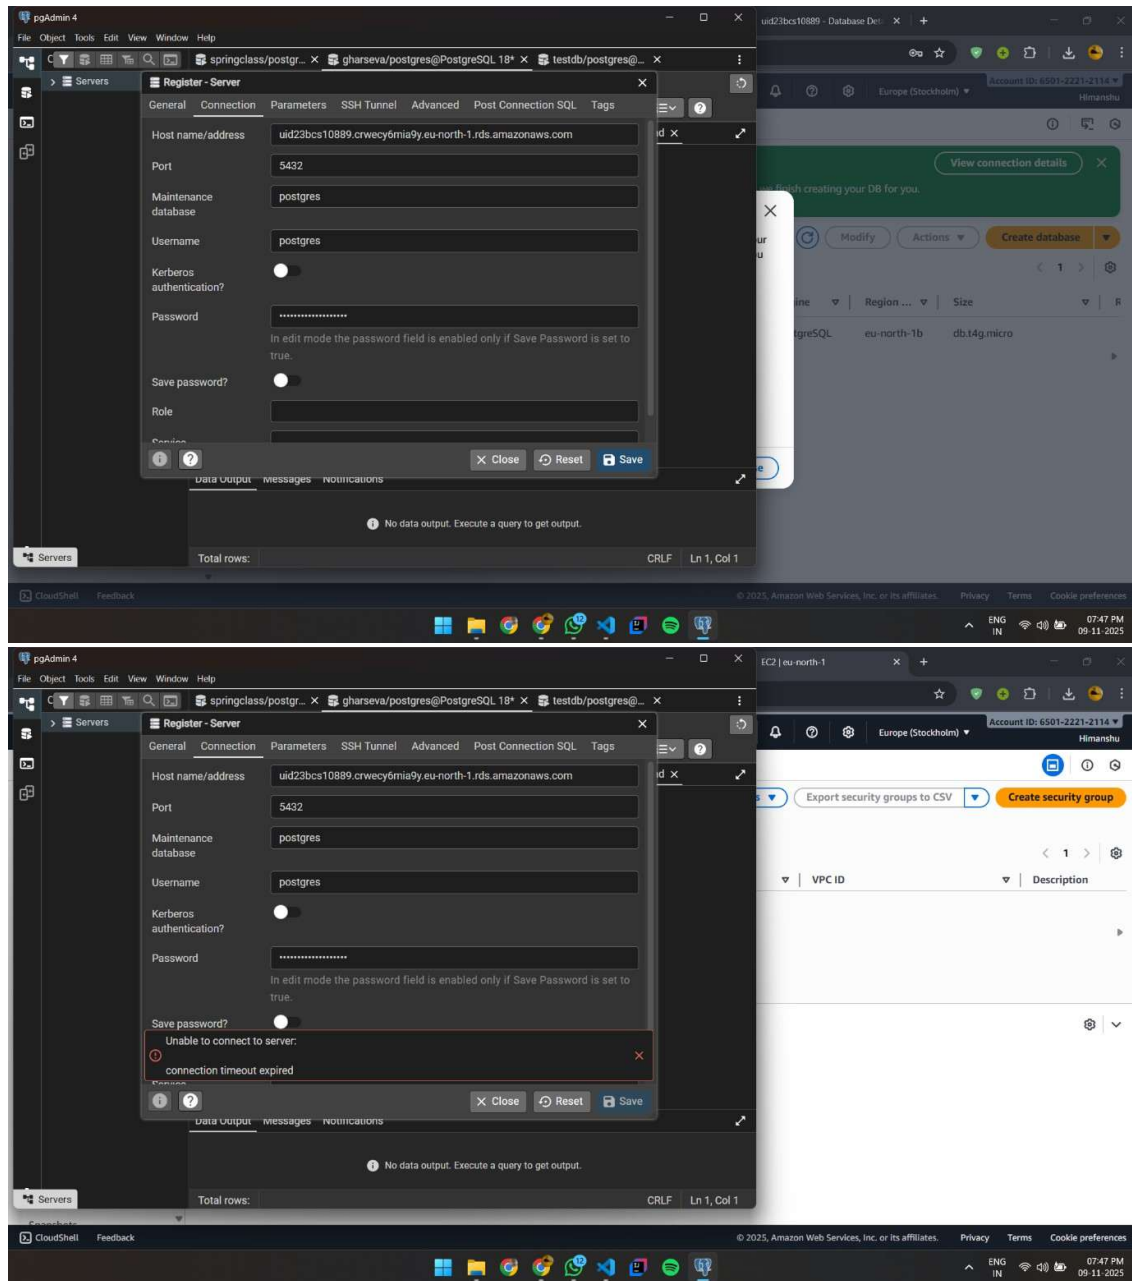 pgAdmin 4
uid23bcs10889 - Database Det
File Object Tools Edit View Window Help
springclass/postgr... gharseva/postgres@PostgreSQL 18* testdb/postgres@...
Servers
Register - Server
Account ID: 6501-2221-2114
Europe (Stockholm)
Himanshu
General Connection Parameters SSH Tunnel Advanced Post Connection SQL Tags
Host name/address uid23bcs10889.crwecy6mia9y.eu-north-1.rds.amazonaws.com
Port 5432
View connection details
we finish creating your DB for you.
Maintenance database postgres
Username postgres
Modify Actions Create database
Kerberos authentication?
1
ine Region ... Size R
Password •••••••••••••••••••
tgreSQL eu-north-1b db.t4g.micro
In edit mode the password field is enabled only if Save Password is set to
true.
Save password?
Role
Service
Close Reset Save
Data Output Messages Notifications
No data output. Execute a query to get output.
Servers Total rows: CRLF Ln 1, Col 1
CloudShell Feedback © 2025, Amazon Web Services, Inc. or its affiliates. Privacy Terms Cookie preferences
12
ENG
IN
07:47 PM
09-11-2025
pgAdmin 4
EC2 | eu-north-1
File Object Tools Edit View Window Help
springclass/postgr... gharseva/postgres@PostgreSQL 18* testdb/postgres@...
Servers
Register - Server
Account ID: 6501-2221-2114
Europe (Stockholm)
Himanshu
General Connection Parameters SSH Tunnel Advanced Post Connection SQL Tags
Host name/address uid23bcs10889.crwecy6mia9y.eu-north-1.rds.amazonaws.com
Export security groups to CSV Create security group
Port 5432
Maintenance database postgres
1
Username postgres
VPC ID Description
Kerberos authentication?
Password •••••••••••••••••••
In edit mode the password field is enabled only if Save Password is set to
true.
Save password?
Unable to connect to server:
connection timeout expired
Service
Close Reset Save
Data Output Messages Notifications
No data output. Execute a query to get output.
Servers Total rows: CRLF Ln 1, Col 1
Snapshots
CloudShell Feedback © 2025, Amazon Web Services, Inc. or its affiliates. Privacy Terms Cookie preferences
12
ENG
IN
07:47 PM
09-11-2025